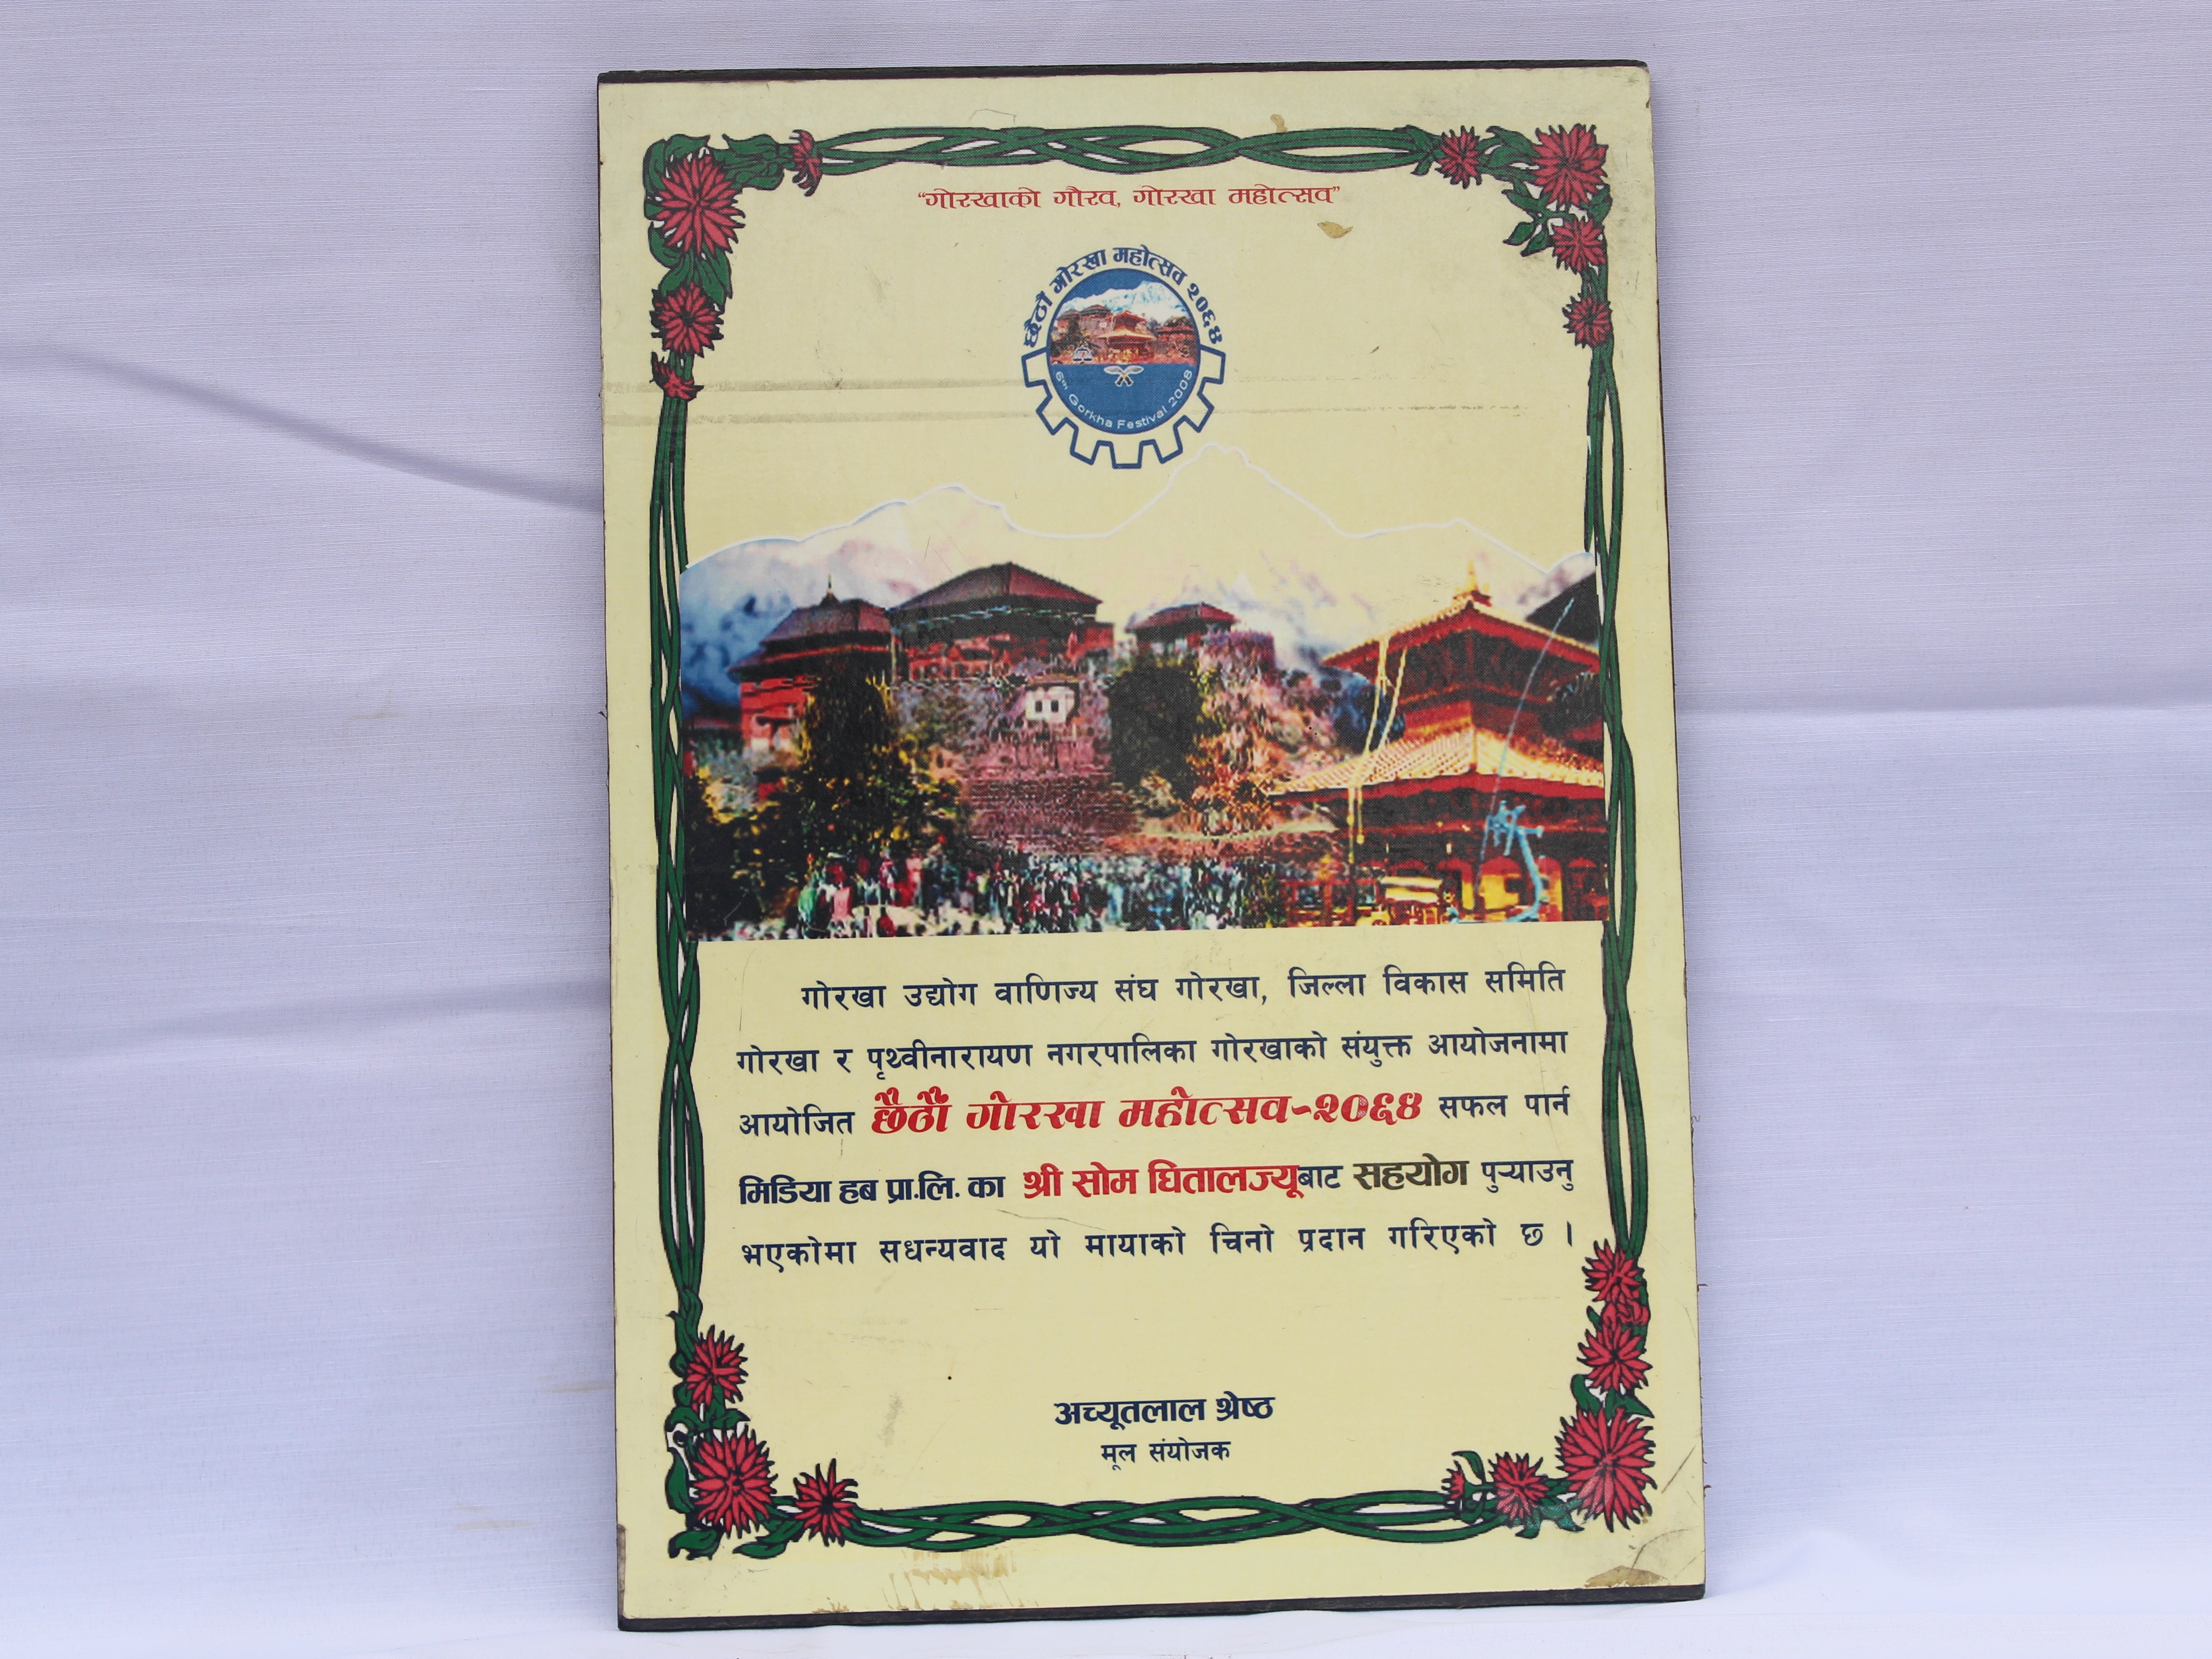 “गोरखाको गौरव, गोरखा महोत्सव”
छैठौं गोरखा महोत्सव २०६४
6th Gorkha Festival 2008
गोरखा उद्योग वाणिज्य संघ गोरखा, जिल्ला विकास समिति
गोरखा र पृथ्वीनारायण नगरपालिका गोरखाको संयुक्त आयोजनामा
आयोजित छैठौं गोरखा महोत्सव-२०६४ सफल पार्न
मिडिया हब प्रा.लि. का श्री सोम घितालज्यूबाट सहयोग पुर्‍याउनु
भएकोमा सधन्यवाद यो मायाको चिनो प्रदान गरिएको छ ।
अच्यूतलाल श्रेष्ठ
मूल संयोजक